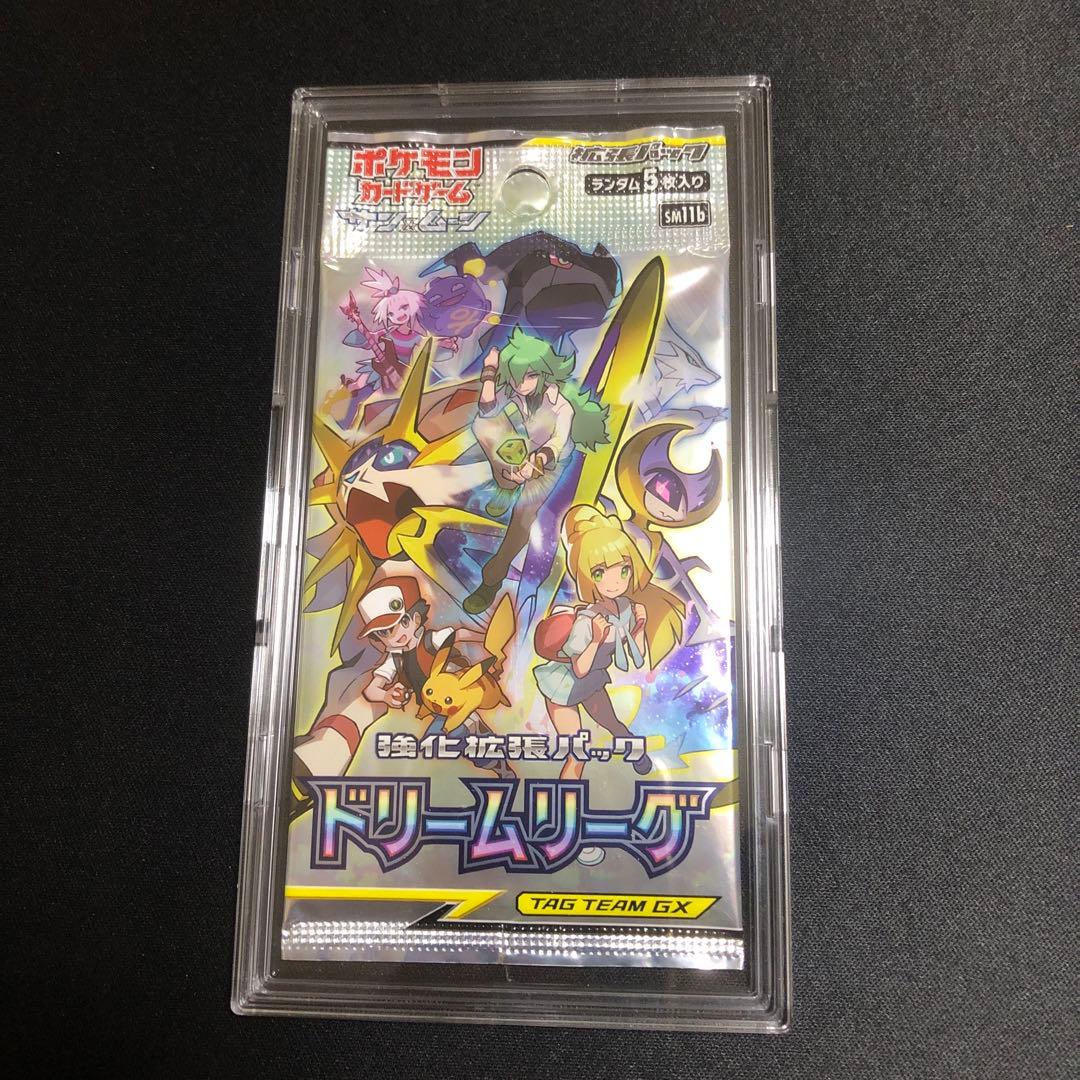 ポケモン
カードゲーム
サン&ムーン
拡張パック
ランダム5枚入り
SM11b
強化拡張パック
ドリームリーグ
TAG TEAM GX